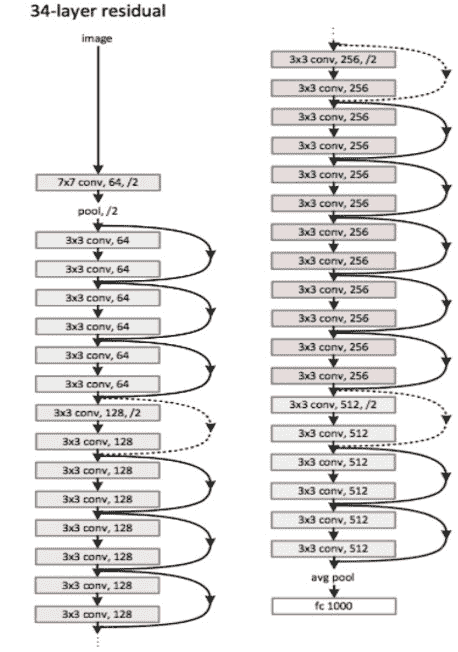 34-layer residual
image
7x7 conv, 64, /2
pool, /2
3x3 conv, 64
3x3 conv, 64
3x3 conv, 64
3x3 conv, 64
3x3 conv, 64
3x3 conv, 64
3x3 conv, 128, /2
3x3 conv, 128
3x3 conv, 128
3x3 conv, 128
3x3 conv, 128
3x3 conv, 128
3x3 conv, 128
3x3 conv, 128
3x3 conv, 256, /2
3x3 conv, 256
3x3 conv, 256
3x3 conv, 256
3x3 conv, 256
3x3 conv, 256
3x3 conv, 256
3x3 conv, 256
3x3 conv, 256
3x3 conv, 256
3x3 conv, 256
3x3 conv, 256
3x3 conv, 512, /2
3x3 conv, 512
3x3 conv, 512
3x3 conv, 512
3x3 conv, 512
3x3 conv, 512
avg pool
fc 1000